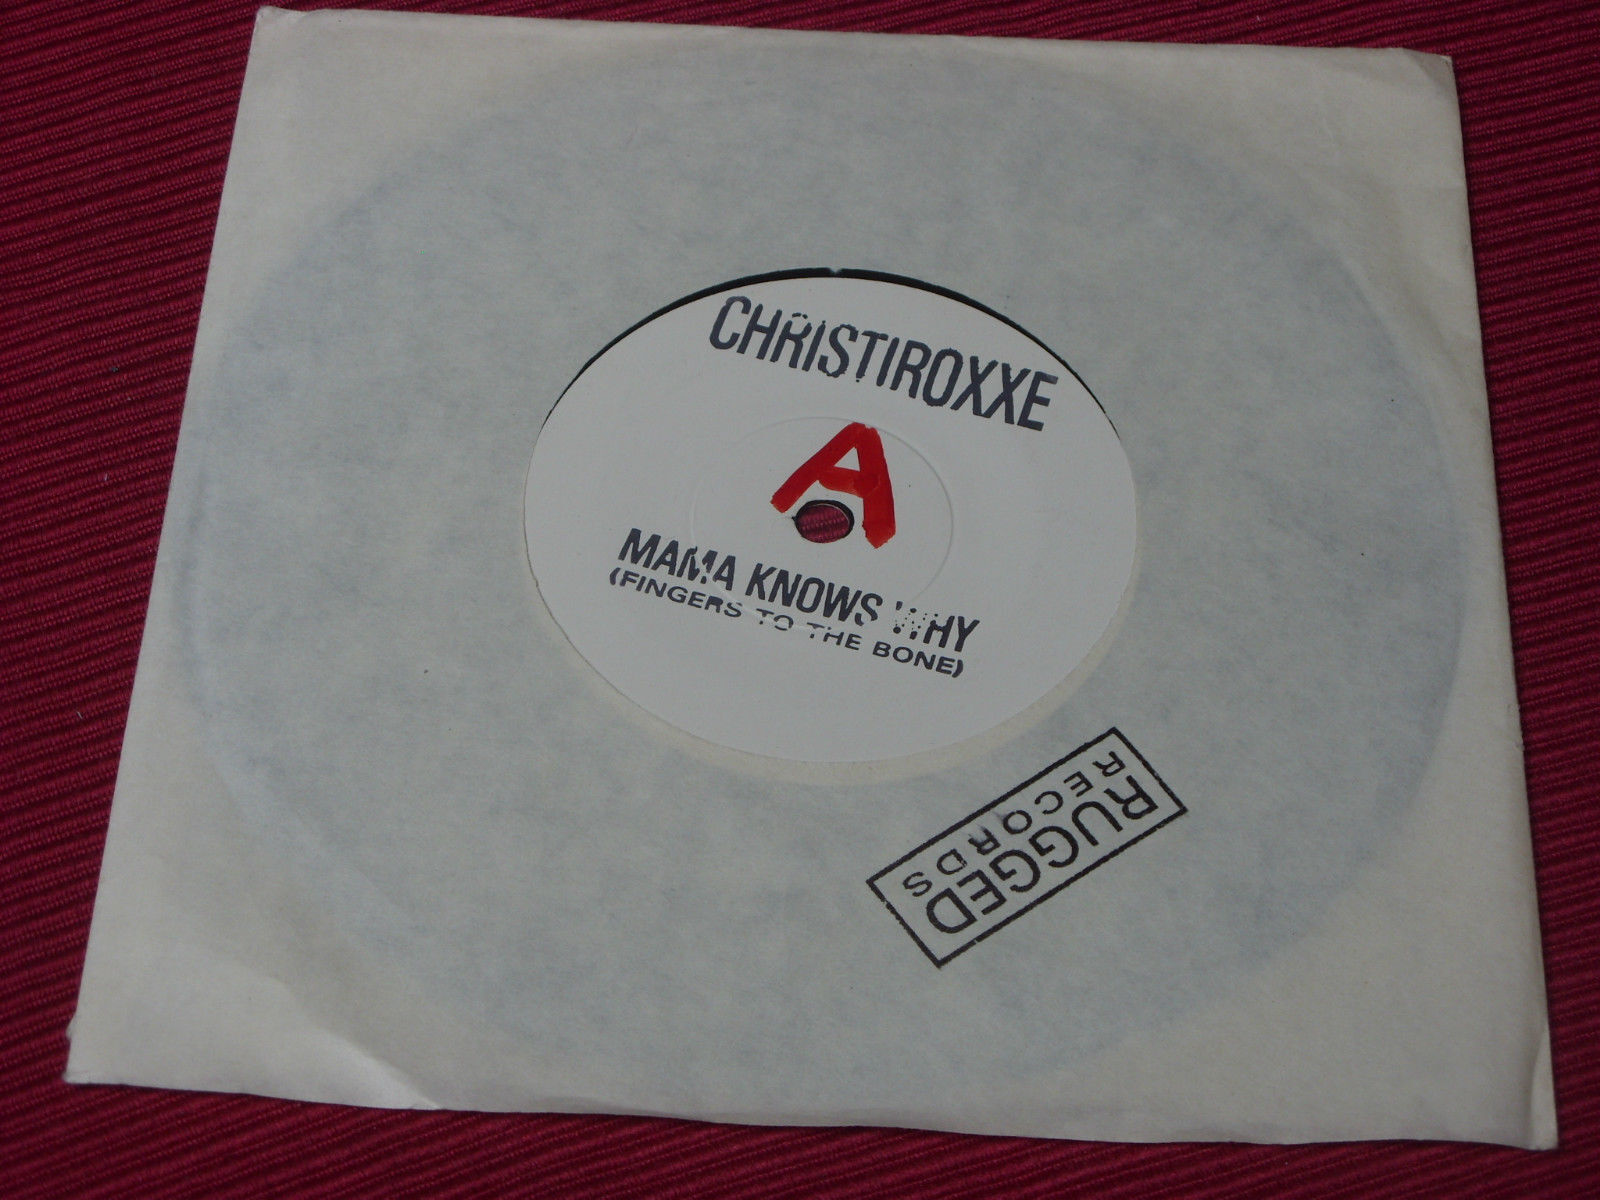 CHRISTIROXXE
A
MAMA KNOWS WHY
(FINGERS TO THE BONE)
RUGGED
RECORDS